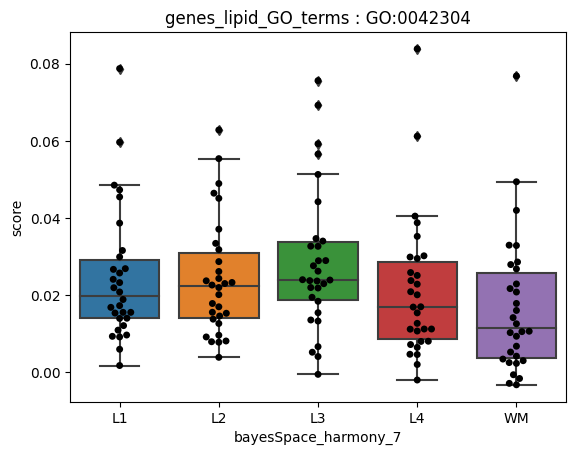 genes_lipid_GO_terms : GO:0042304
score
0.08
0.06
0.04
0.02
0.00
L1 L2 L3 L4 WM
bayesSpace_harmony_7